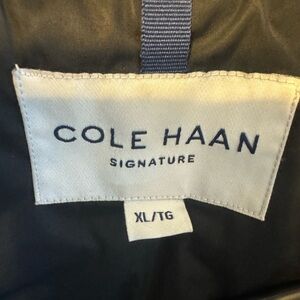 COLE HAAN
SIGNATURE
XL/TG